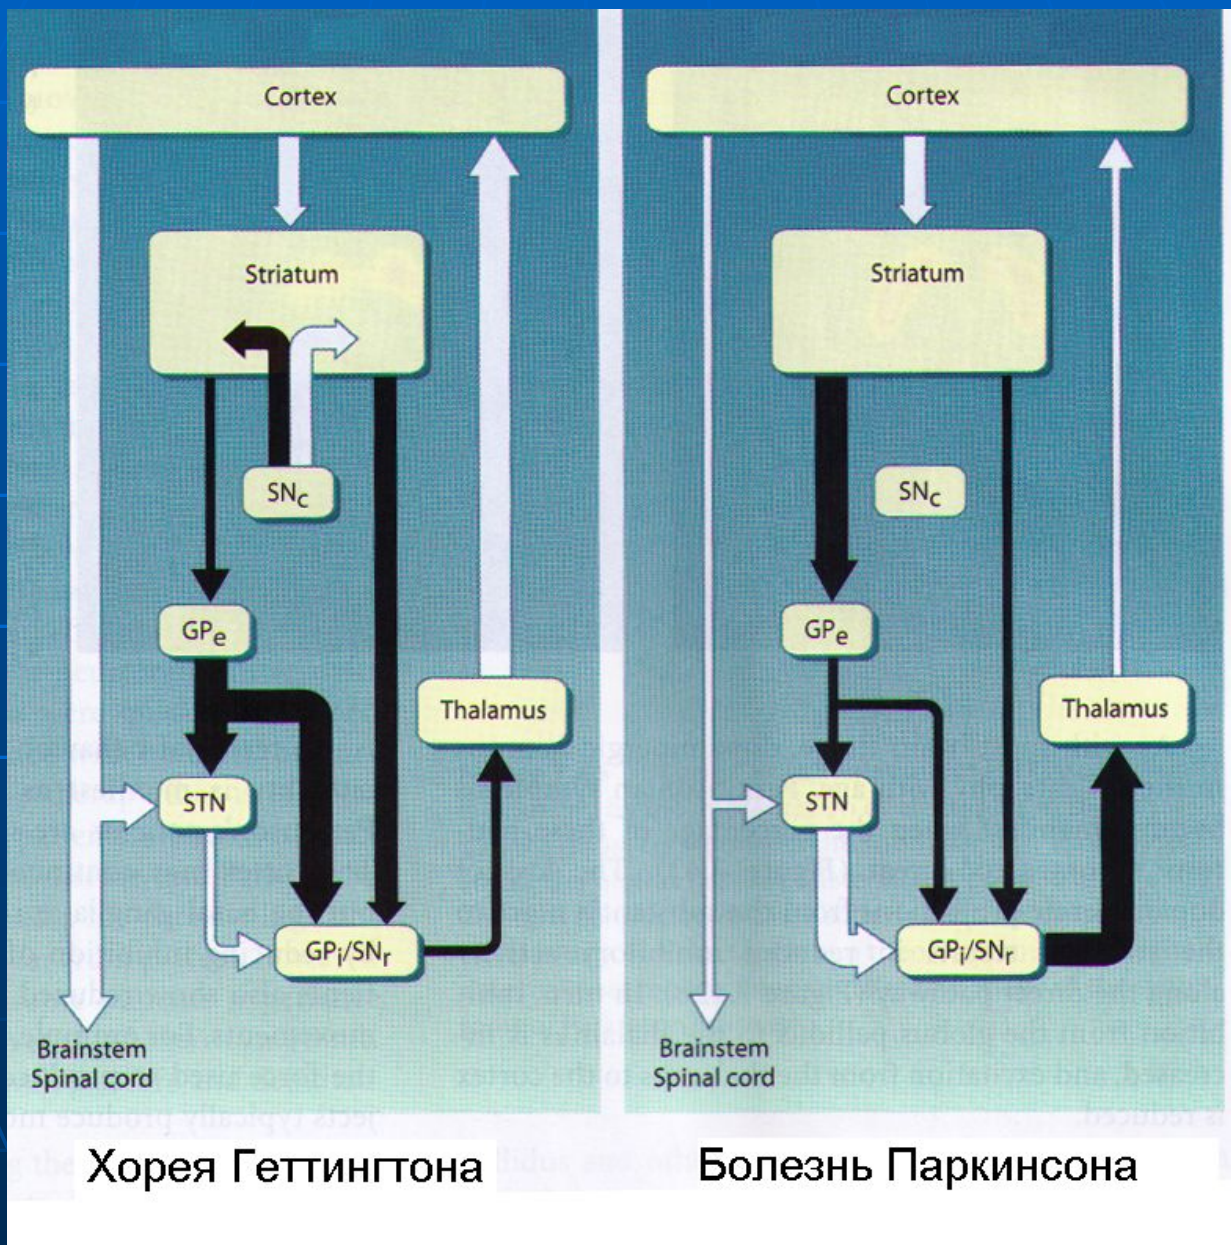 Cortex
Striatum
SNc
GPe
Thalamus
STN
GPi/SNr
Brainstem
Spinal cord
Хорея Геттингтона
Cortex
Striatum
SNc
GPe
Thalamus
STN
GPi/SNr
Brainstem
Spinal cord
Болезнь Паркинсона